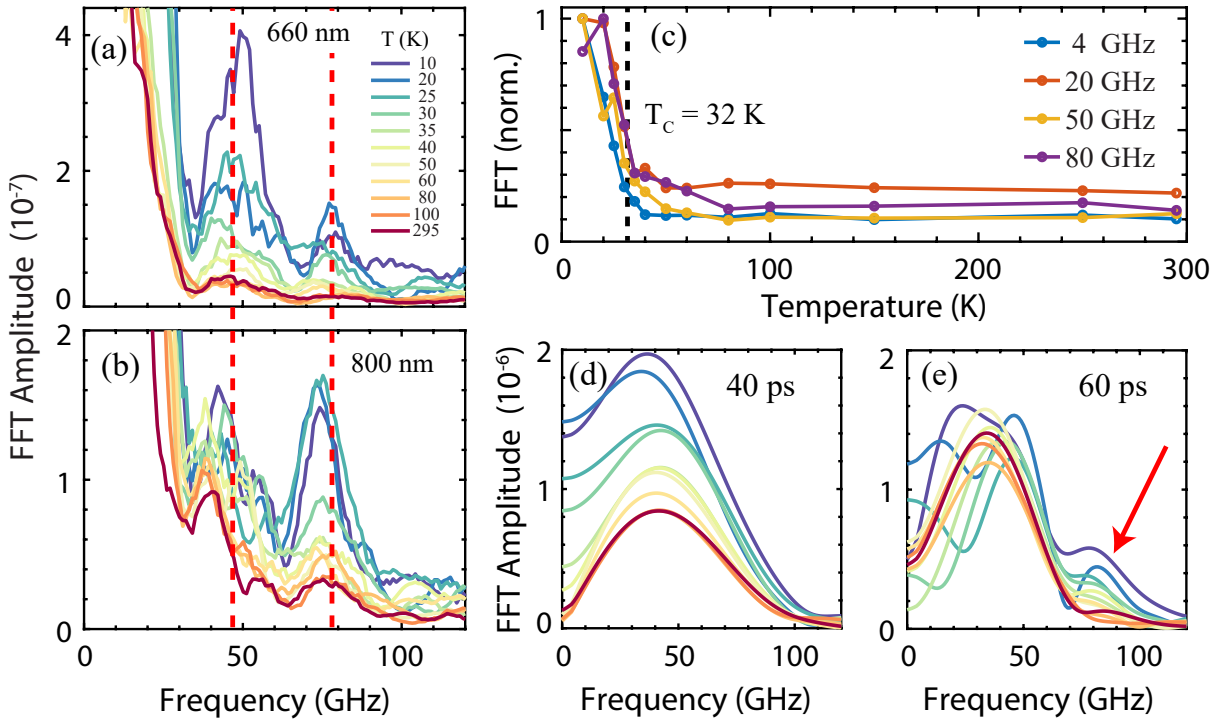 (a)
660 nm
T (K)
10
20
25
30
35
40
50
60
80
100
295
4
2
0
(b)
800 nm
2
1
0
0
50
100
FFT Amplitude (10⁻⁷)
Frequency (GHz)
(c)
T_C = 32 K
4 GHz
20 GHz
50 GHz
80 GHz
1
0
FFT (norm.)
0
100
200
300
Temperature (K)
(d)
40 ps
2
1
0
0
50
100
FFT Amplitude (10⁻⁶)
Frequency (GHz)
(e)
60 ps
2
1
0
0
50
100
Frequency (GHz)